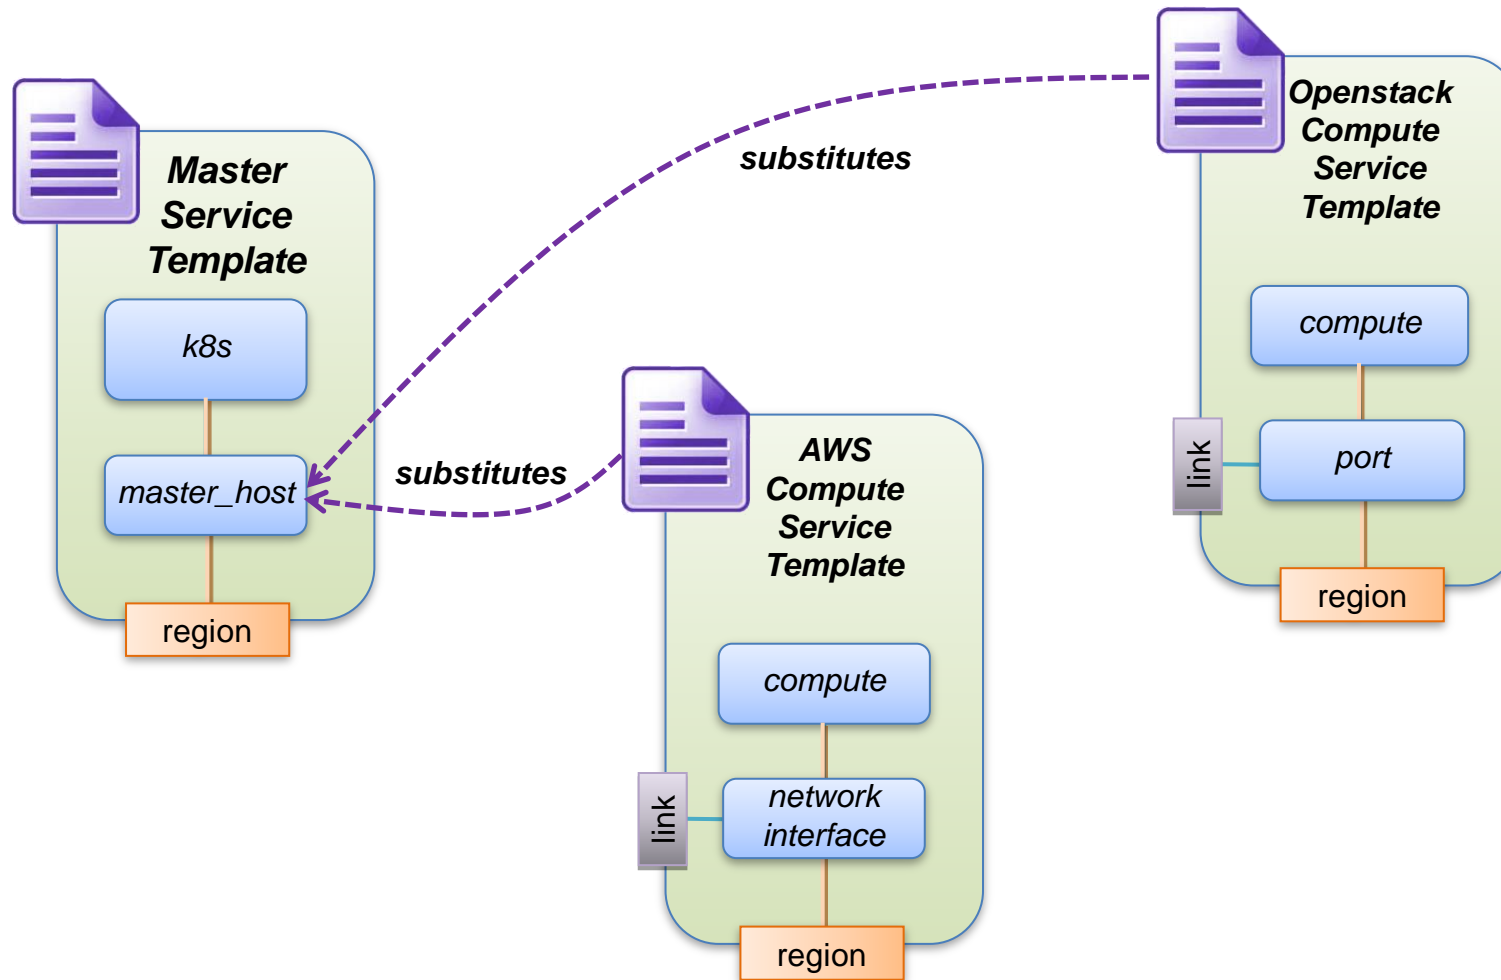 Master
Service
Template
k8s
master_host
region
substitutes
substitutes
AWS
Compute
Service
Template
compute
link
network
interface
region
Openstack
Compute
Service
Template
compute
link
port
region